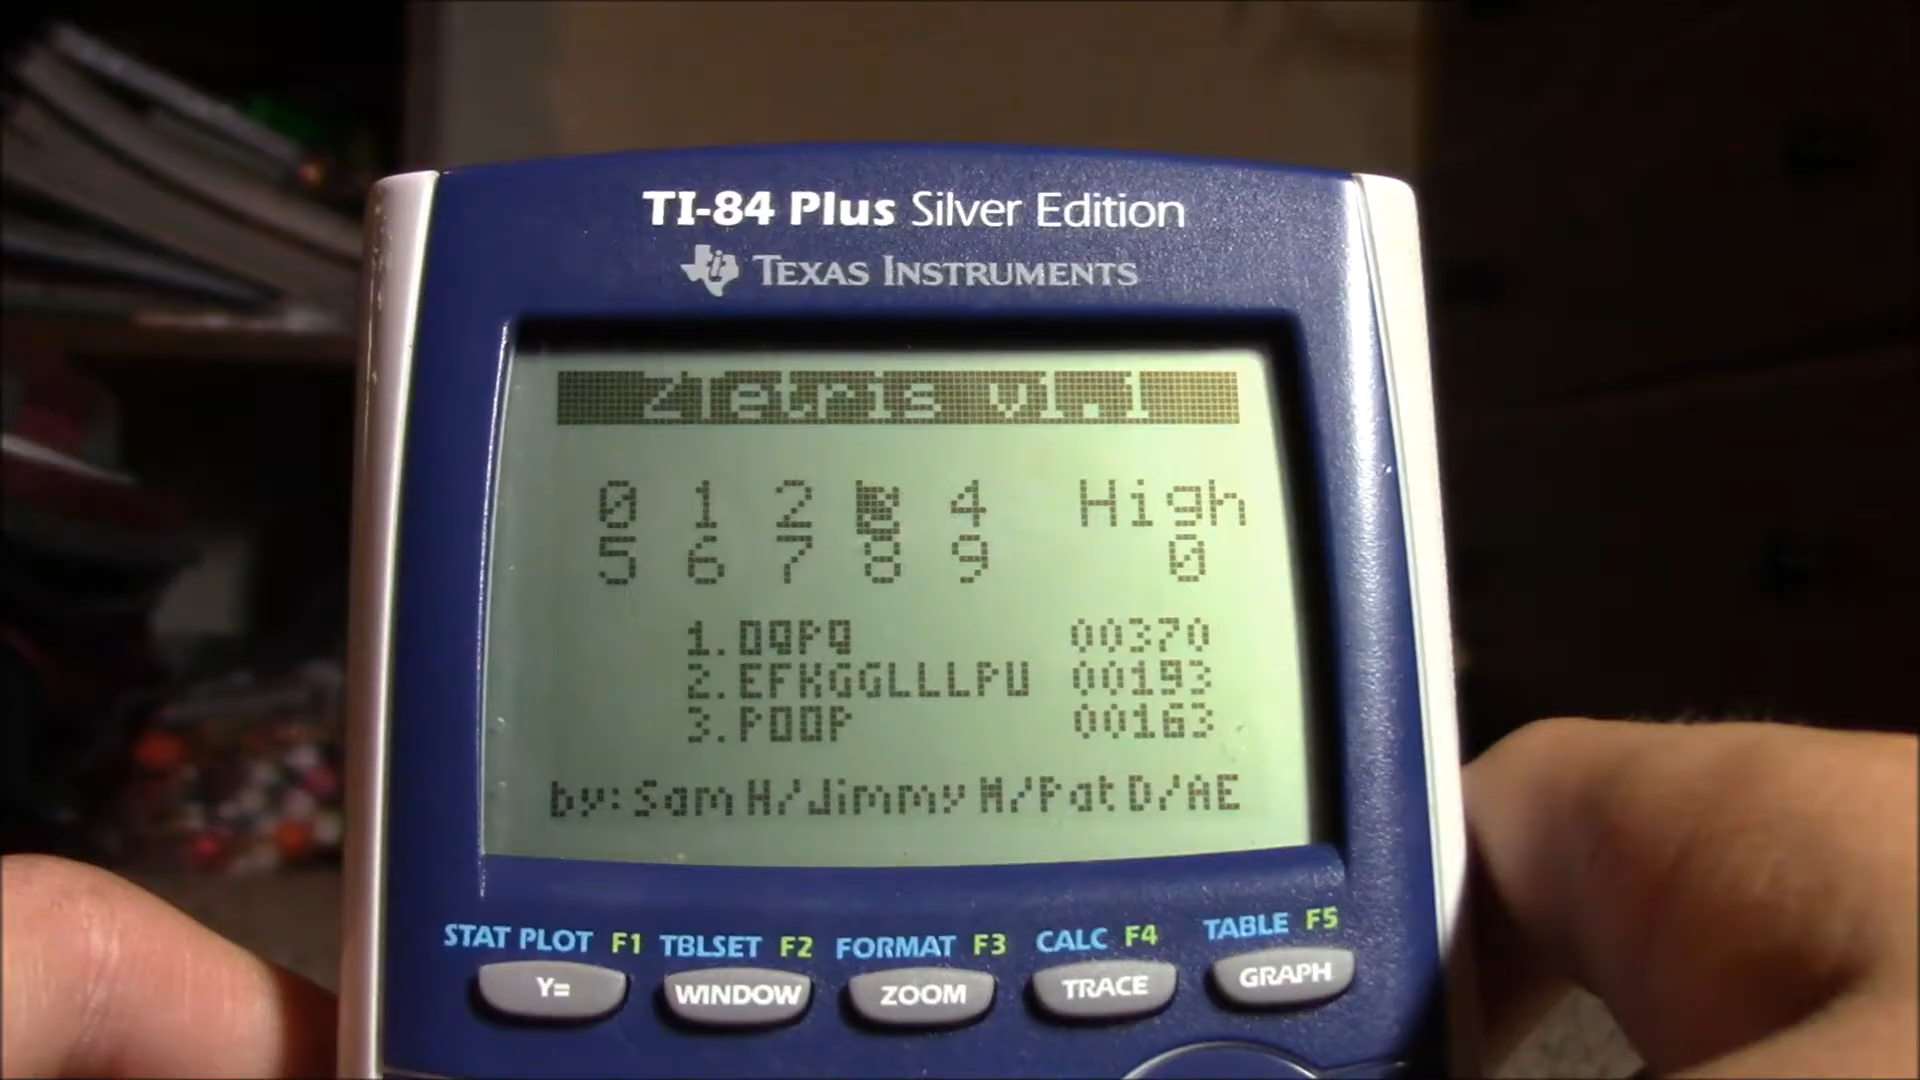 TI-84 Plus Silver Edition
TEXAS INSTRUMENTS
ZTetris v1.1
0 1 2 3 4 High
5 6 7 8 9 0
1. 00370
2.EFKGGLLLPU 00193
3.POOP 00163
by:Sam H/Jimmy M/Pat D/AE
STAT PLOT F1 TBLSET F2 FORMAT F3 CALC F4 TABLE F5
Y= WINDOW ZOOM TRACE GRAPH